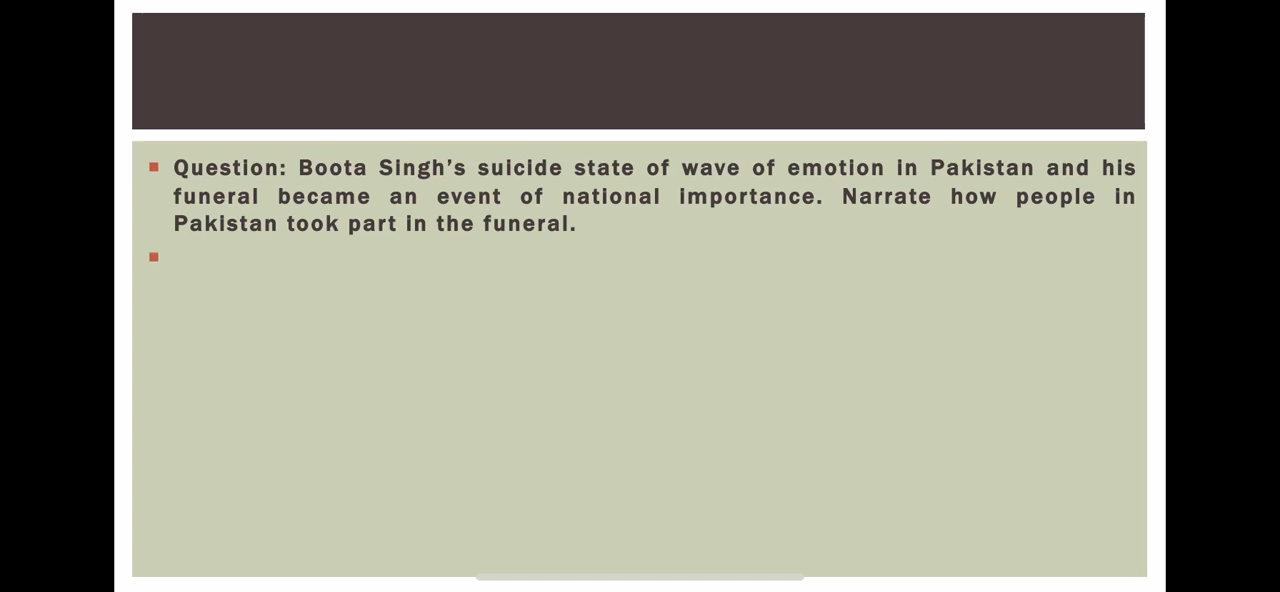 Question: Boota Singh's suicide state of wave of emotion in Pakistan and his
funeral became an event of national importance. Narrate how people in
Pakistan took part in the funeral.